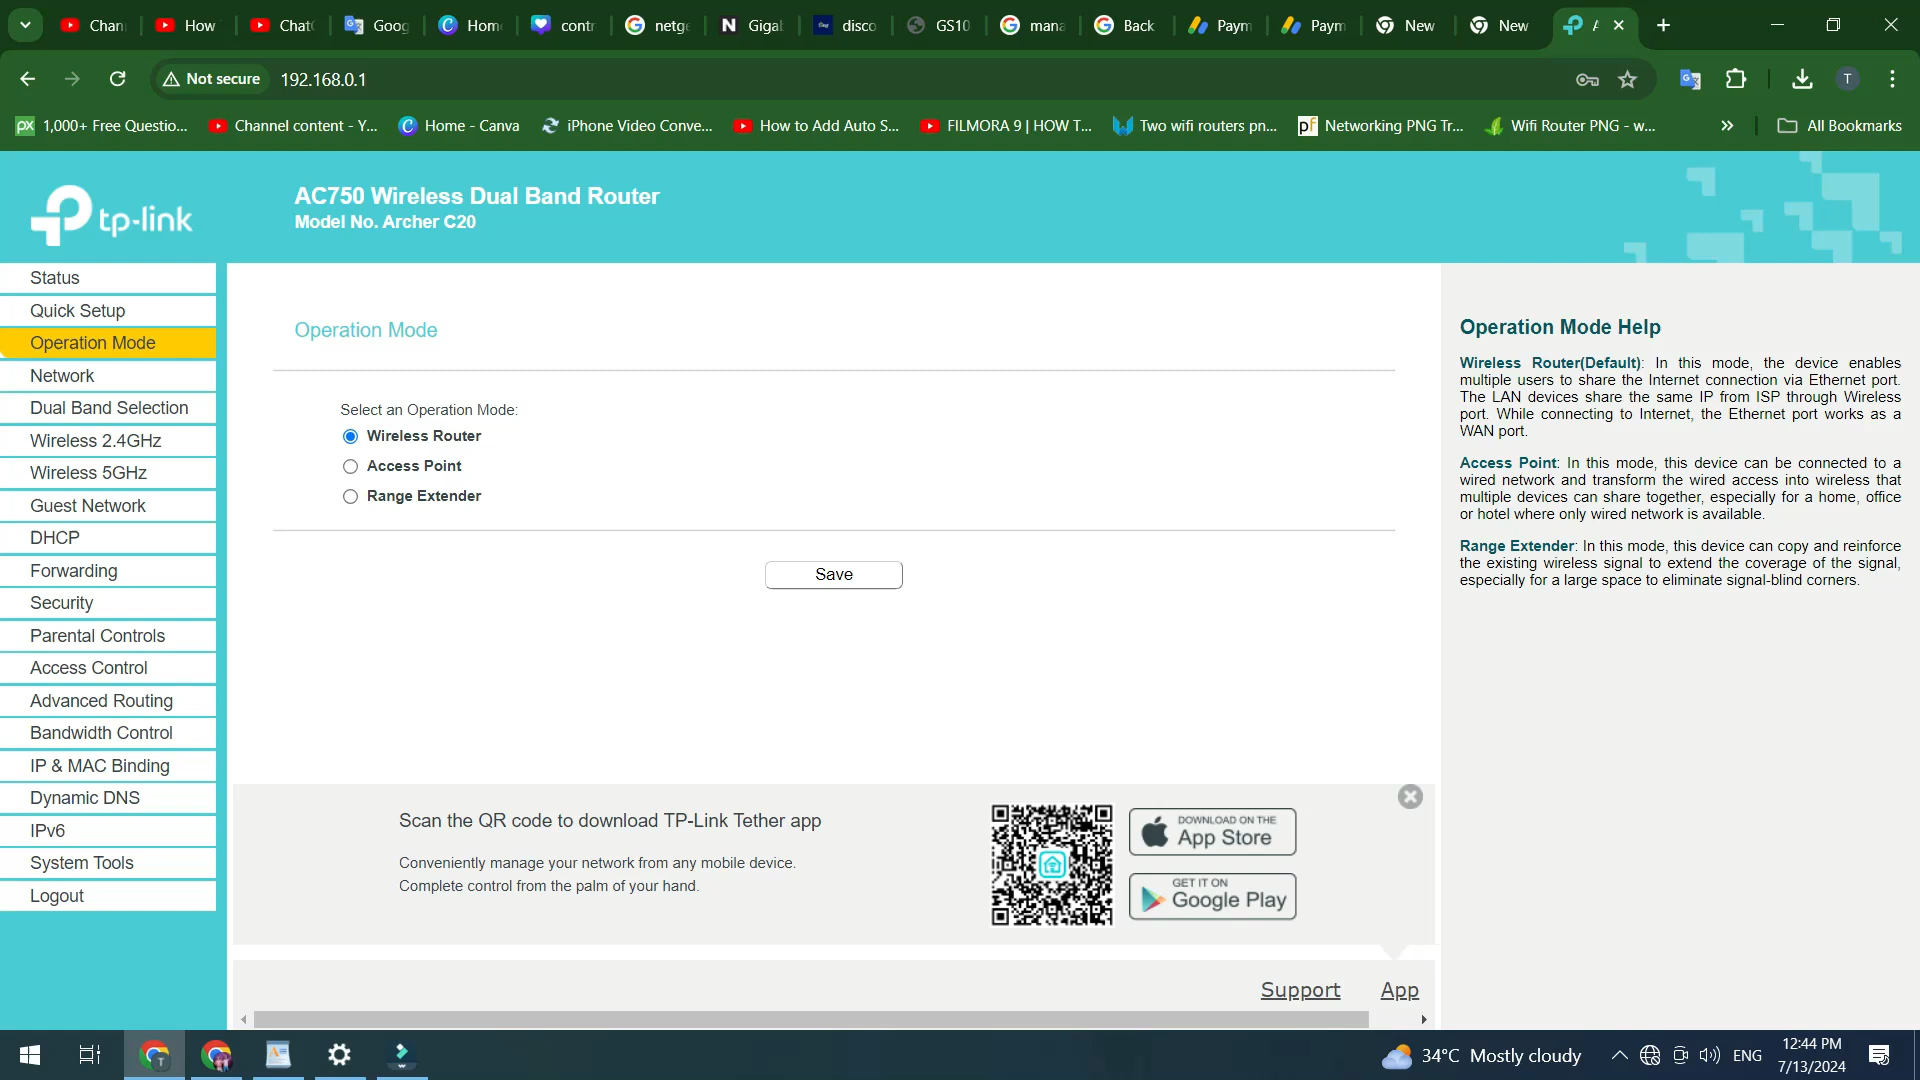 Chan
How
Chat
Goog
Home
contr
netge
Giga
disco
GS10
mana
Back
Paym
Paym
New
New
Not secure
192.168.0.1
T
1,000+ Free Questio...
Channel content - Y...
Home - Canva
iPhone Video Conve...
How to Add Auto S...
FILMORA 9 | HOW T...
Two wifi routers pn...
Networking PNG Tr...
Wifi Router PNG - w...
All Bookmarks
tp-link
AC750 Wireless Dual Band Router
Model No. Archer C20
Status
Quick Setup
Operation Mode
Network
Dual Band Selection
Wireless 2.4GHz
Wireless 5GHz
Guest Network
DHCP
Forwarding
Security
Parental Controls
Access Control
Advanced Routing
Bandwidth Control
IP & MAC Binding
Dynamic DNS
IPv6
System Tools
Logout
Operation Mode
Select an Operation Mode:
Wireless Router
Access Point
Range Extender
Save
Operation Mode Help
Wireless Router(Default): In this mode, the device enables
multiple users to share the Internet connection via Ethernet port.
The LAN devices share the same IP from ISP through Wireless
port. While connecting to Internet, the Ethernet port works as a
WAN port.
Access Point: In this mode, this device can be connected to a
wired network and transform the wired access into wireless that
multiple devices can share together, especially for a home, office
or hotel where only wired network is available.
Range Extender: In this mode, this device can copy and reinforce
the existing wireless signal to extend the coverage of the signal,
especially for a large space to eliminate signal-blind corners.
Scan the QR code to download TP-Link Tether app
Conveniently manage your network from any mobile device.
Complete control from the palm of your hand.
DOWNLOAD ON THE
App Store
GET IT ON
Google Play
Support
App
34°C Mostly cloudy
ENG
12:44 PM
7/13/2024